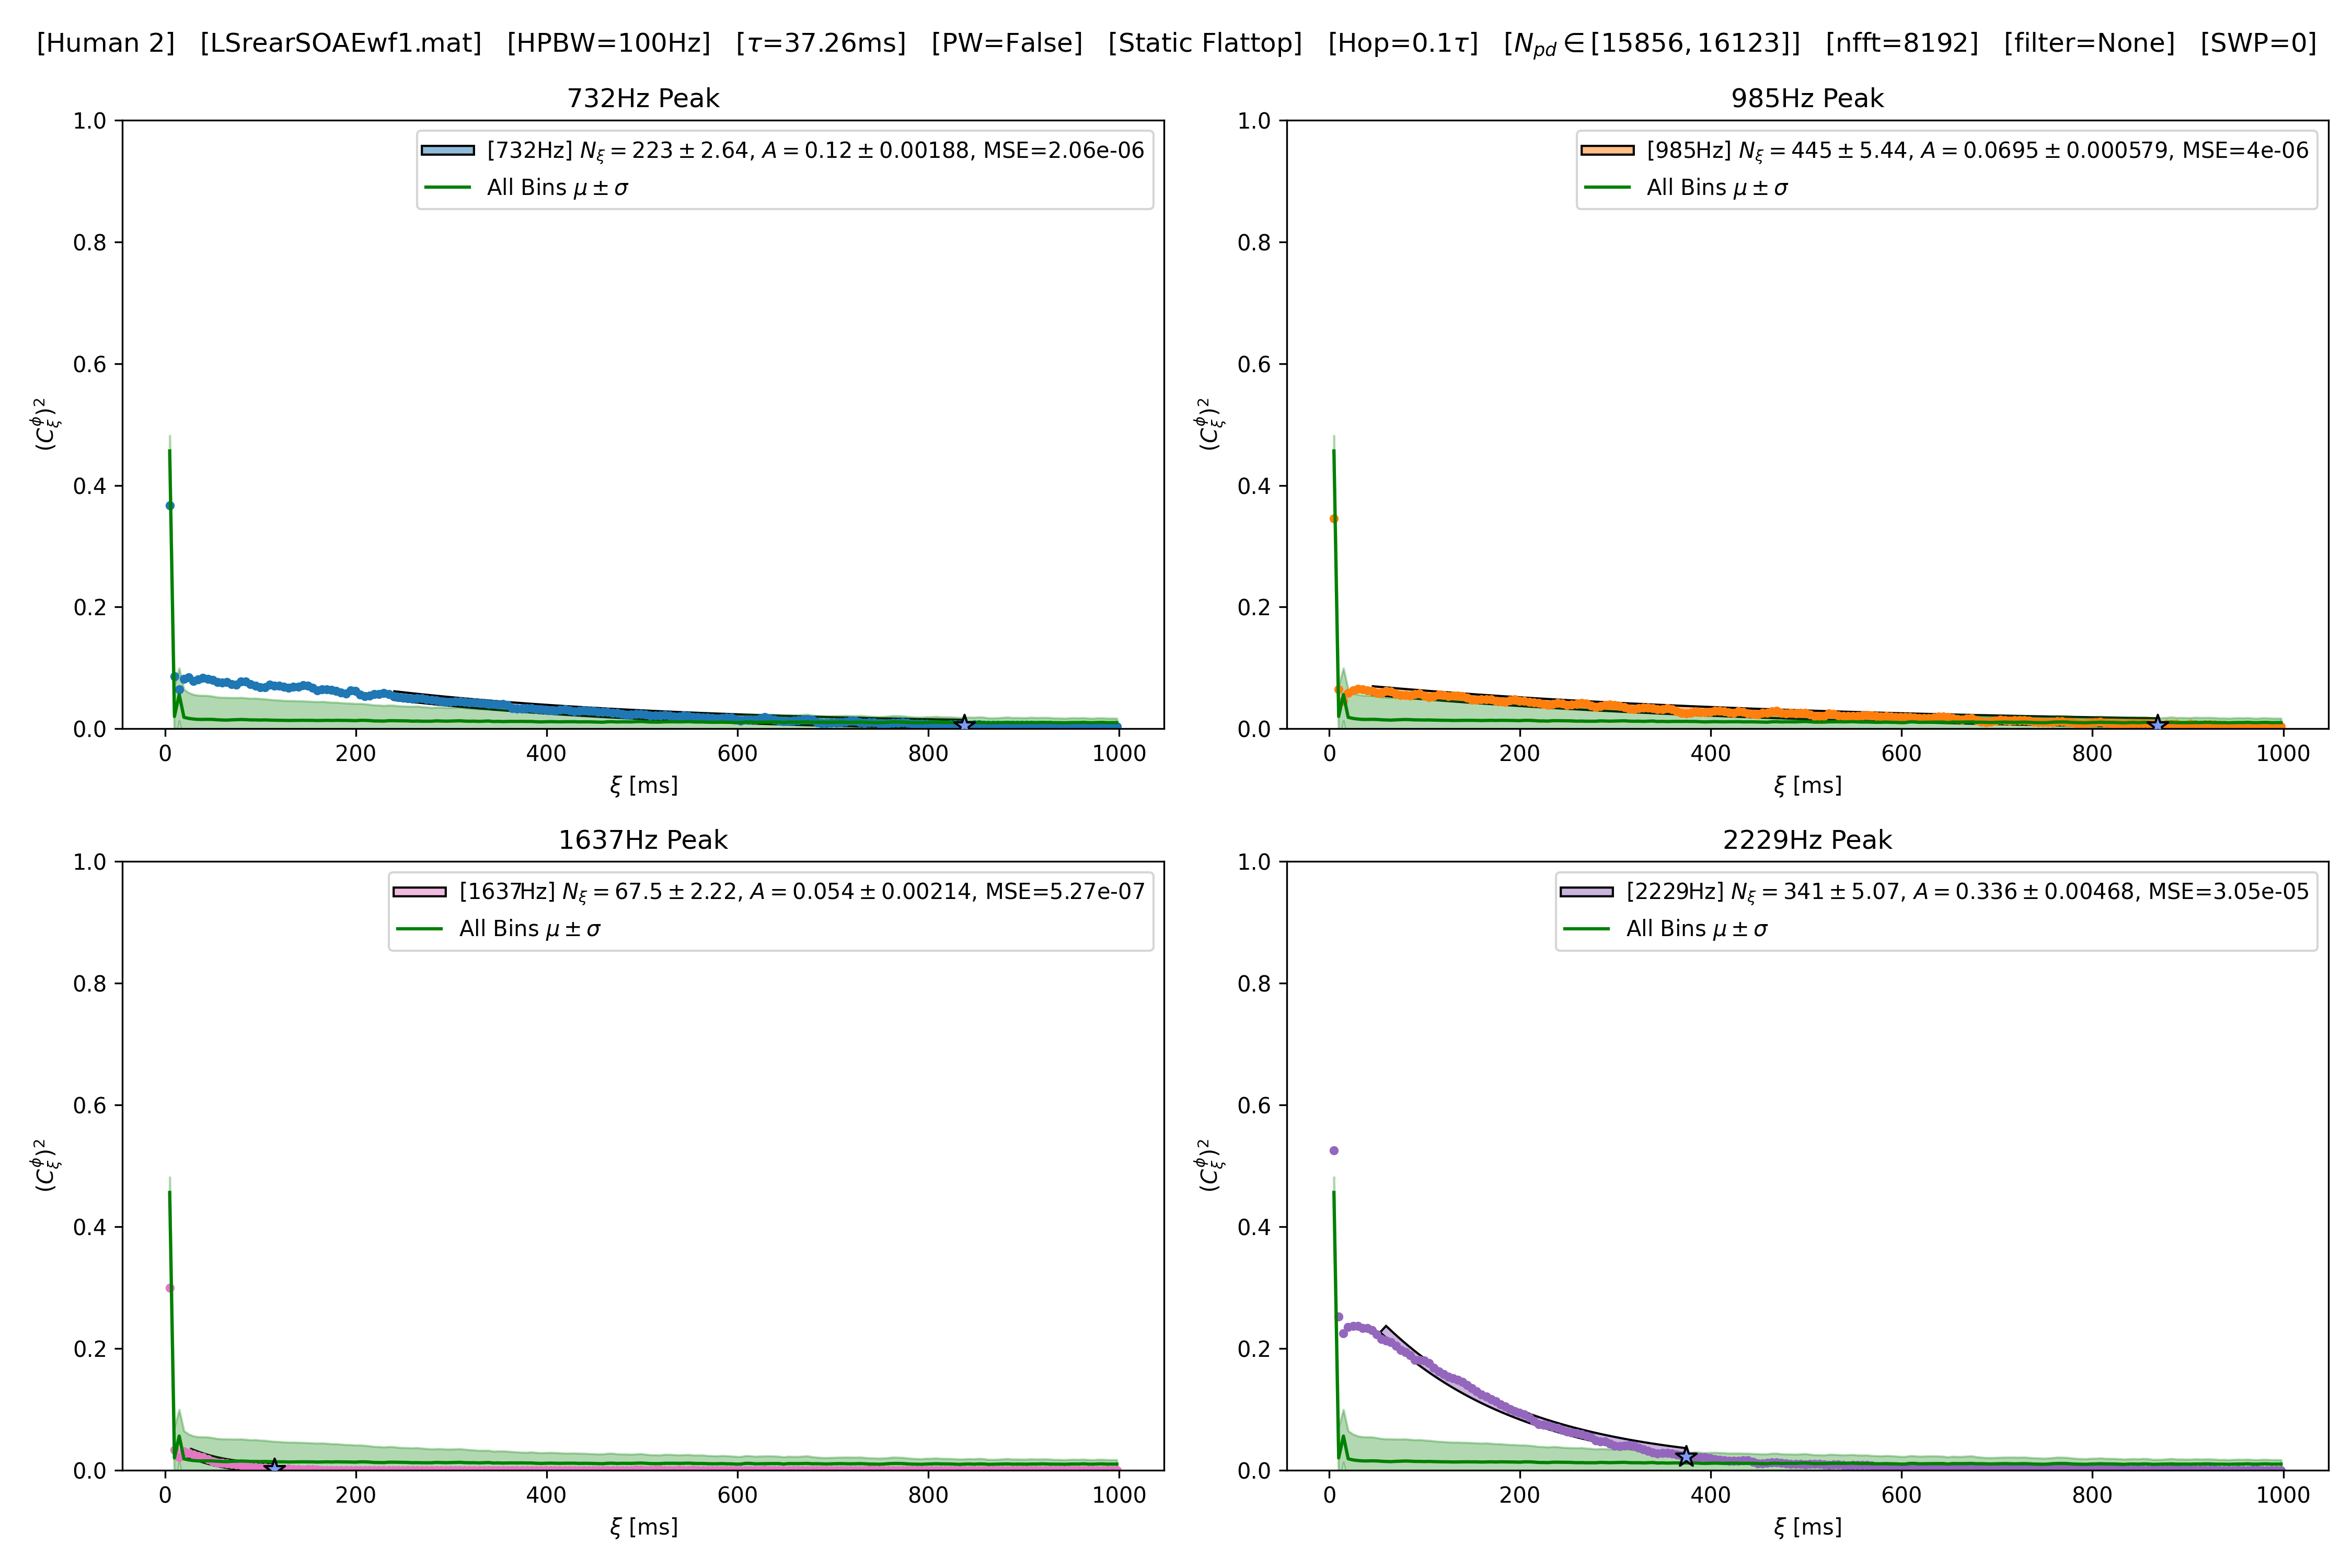 [Human 2] [LSrearSOAEwf1.mat] [HPBW=100Hz] [τ=37.26ms] [PW=False] [Static Flattop] [Hop=0.1τ] [N_pd ∈ [15856, 16123]] [nfft=8192] [filter=None] [SWP=0]
732Hz Peak
[732Hz] N_ξ = 223 ± 2.64, A = 0.12 ± 0.00188, MSE=2.06e-06
All Bins μ ± σ
1.0
0.8
0.6
0.4
0.2
0.0
(C_ξ^ϕ)^2
0 200 400 600 800 1000
ξ [ms]
985Hz Peak
[985Hz] N_ξ = 445 ± 5.44, A = 0.0695 ± 0.000579, MSE=4e-06
All Bins μ ± σ
1.0
0.8
0.6
0.4
0.2
0.0
(C_ξ^ϕ)^2
0 200 400 600 800 1000
ξ [ms]
1637Hz Peak
[1637Hz] N_ξ = 67.5 ± 2.22, A = 0.054 ± 0.00214, MSE=5.27e-07
All Bins μ ± σ
1.0
0.8
0.6
0.4
0.2
0.0
(C_ξ^ϕ)^2
0 200 400 600 800 1000
ξ [ms]
2229Hz Peak
[2229Hz] N_ξ = 341 ± 5.07, A = 0.336 ± 0.00468, MSE=3.05e-05
All Bins μ ± σ
1.0
0.8
0.6
0.4
0.2
0.0
(C_ξ^ϕ)^2
0 200 400 600 800 1000
ξ [ms]